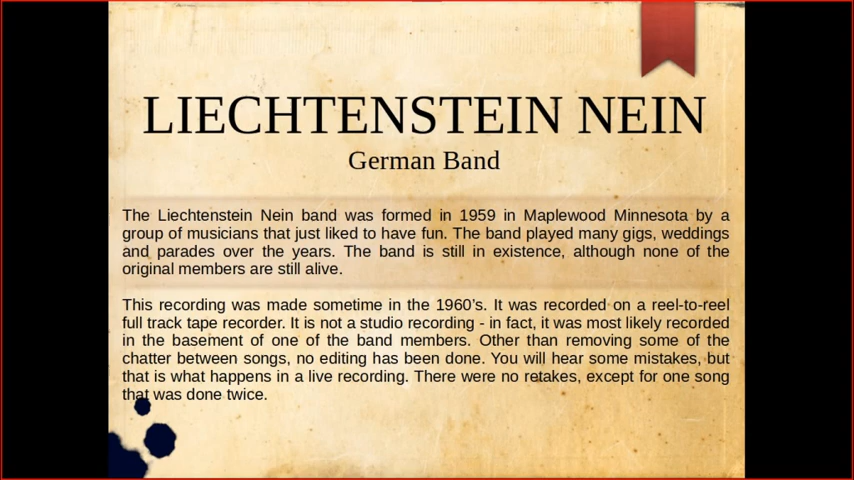 LIECHTENSTEIN NEIN
German Band
The Liechtenstein Nein band was formed in 1959 in Maplewood Minnesota by a
group of musicians that just liked to have fun. The band played many gigs, weddings
and parades over the years. The band is still in existence, although none of the
original members are still alive.
This recording was made sometime in the 1960's. It was recorded on a reel-to-reel
full track tape recorder. It is not a studio recording - in fact, it was most likely recorded
in the basement of one of the band members. Other than removing some of the
chatter between songs, no editing has been done. You will hear some mistakes, but
that is what happens in a live recording. There were no retakes, except for one song
that was done twice.